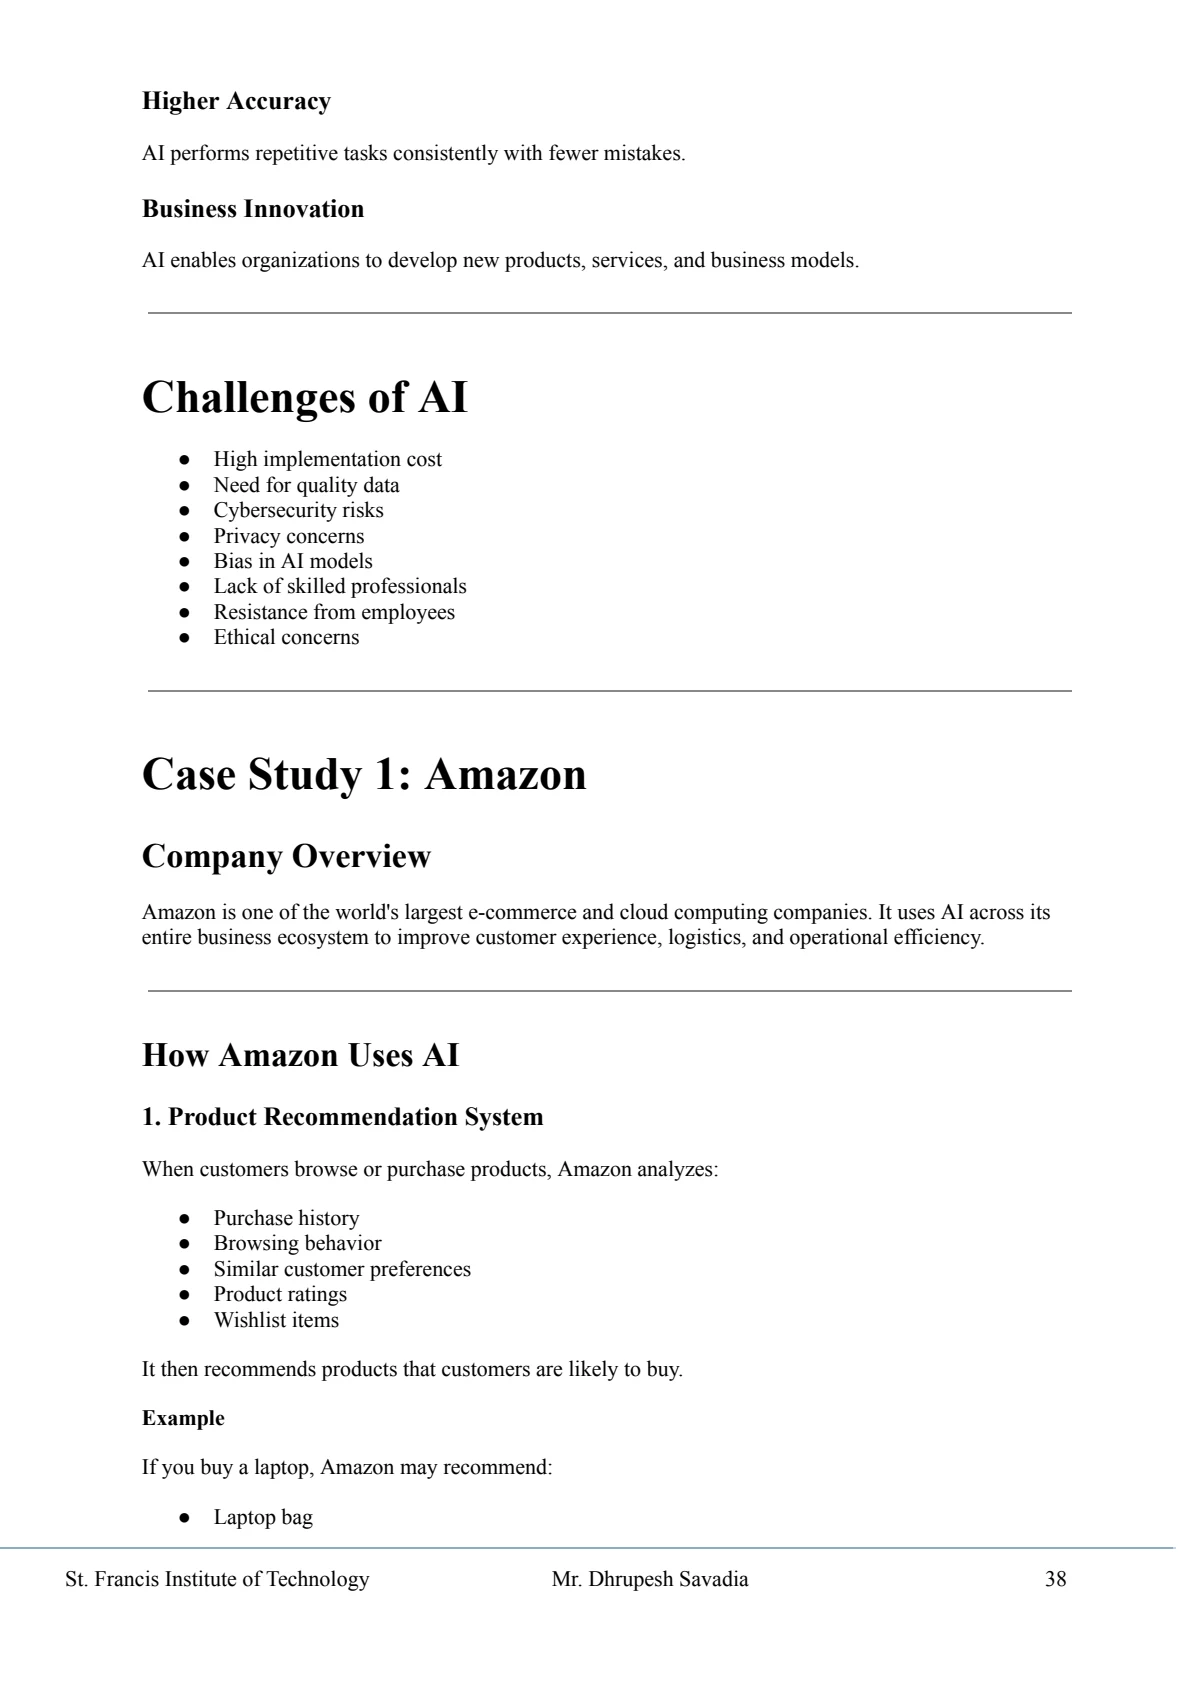 Higher Accuracy
AI performs repetitive tasks consistently with fewer mistakes.
Business Innovation
AI enables organizations to develop new products, services, and business models.
Challenges of AI
● High implementation cost
● Need for quality data
● Cybersecurity risks
● Privacy concerns
● Bias in AI models
● Lack of skilled professionals
● Resistance from employees
● Ethical concerns
Case Study 1: Amazon
Company Overview
Amazon is one of the world's largest e-commerce and cloud computing companies. It uses AI across its
entire business ecosystem to improve customer experience, logistics, and operational efficiency.
How Amazon Uses AI
1. Product Recommendation System
When customers browse or purchase products, Amazon analyzes:
● Purchase history
● Browsing behavior
● Similar customer preferences
● Product ratings
● Wishlist items
It then recommends products that customers are likely to buy.
Example
If you buy a laptop, Amazon may recommend:
● Laptop bag
St. Francis Institute of Technology Mr. Dhrupesh Savadia 38